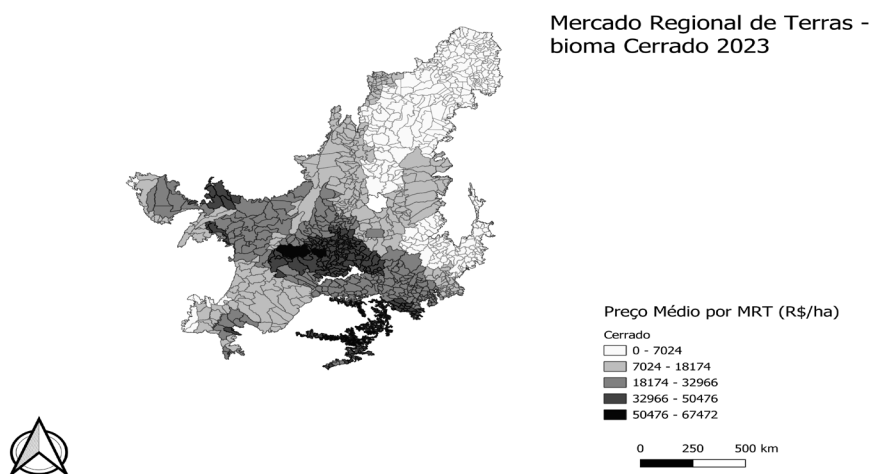 Mercado Regional de Terras -
bioma Cerrado 2023
Preço Médio por MRT (R$/ha)
Cerrado
0 - 7024
7024 - 18174
18174 - 32966
32966 - 50476
50476 - 67472
0 250 500 km